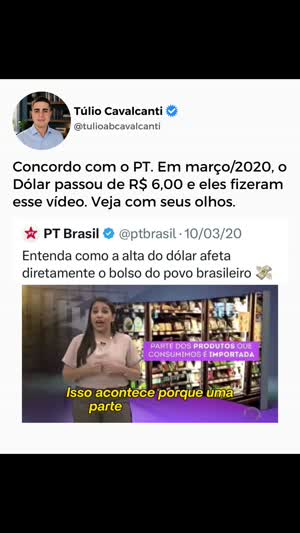 Túlio Cavalcanti
@tulioabcavalcanti
Concordo com o PT. Em março/2020, o
Dólar passou de R$ 6,00 e eles fizeram
esse vídeo. Veja com seus olhos.
PT Brasil @ptbrasil · 10/03/20
Entenda como a alta do dólar afeta
diretamente o bolso do povo brasileiro 💸
PARTE DOS PRODUTOS QUE
CONSUMIMOS É IMPORTADA
Isso acontece porque uma
parte